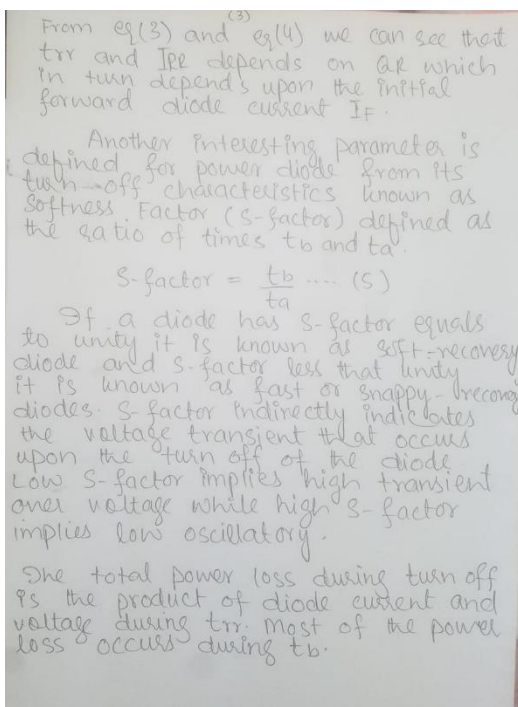 (3)
From eq(3) and eq(4) we can see that
trr and IRR depends on QR which
in turn depends upon the initial
forward diode current IF.
Another interesting parameter is
defined for power diode from its
turn-off characteristics known as
Softness Factor (S-factor) defined as
the ratio of times tb and ta.
S-factor = tb/ta .... (5)
If a diode has S-factor equals
to unity it is known as soft-recovery
diode and S-factor less that unity
it is known as fast or snappy-recovery
diodes. S-factor indirectly indicates
the voltage transient that occurs
upon the turn off of the diode.
Low S-factor implies high transient
over voltage while high S-factor
implies low oscillatory.
The total power loss during turn off
is the product of diode current and
voltage during trr. Most of the power
loss occurs during tb.